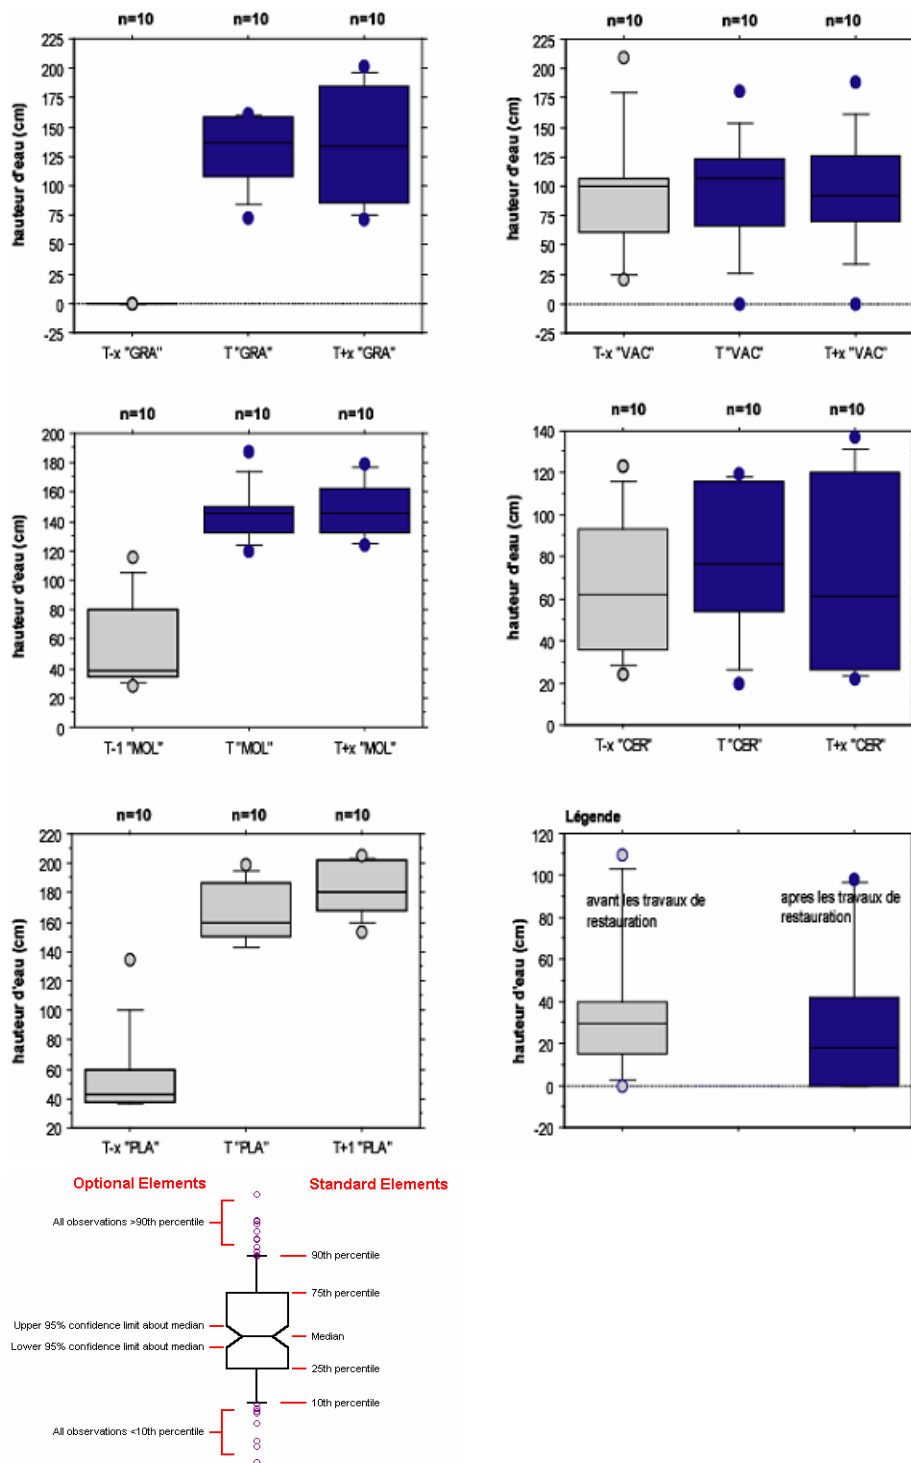 n=10 n=10 n=10
hauteur d'eau (cm)
225
200
175
150
125
100
75
50
25
0
-25
T-x "GRA" T "GRA" T+x "GRA"
n=10 n=10 n=10
hauteur d'eau (cm)
225
200
175
150
125
100
75
50
25
0
-25
T-x "VAC" T "VAC" T+x "VAC"
n=10 n=10 n=10
hauteur d'eau (cm)
200
180
160
140
120
100
80
60
40
20
0
T-1 "MOL" T "MOL" T+x "MOL"
n=10 n=10 n=10
hauteur d'eau (cm)
140
120
100
80
60
40
20
0
T-x "CER" T "CER" T+x "CER"
n=10 n=10 n=10
hauteur d'eau (cm)
220
200
180
160
140
120
100
80
60
40
20
T-x "PLA" T "PLA" T+1 "PLA"
Légende
hauteur d'eau (cm)
120
100
80
60
40
20
0
-20
avant les travaux de
restauration
apres les travaux de
restauration
Optional Elements
Standard Elements
All observations >90th percentile
90th percentile
75th percentile
Upper 95% confidence limit about median
Median
Lower 95% confidence limit about median
25th percentile
10th percentile
All observations <10th percentile